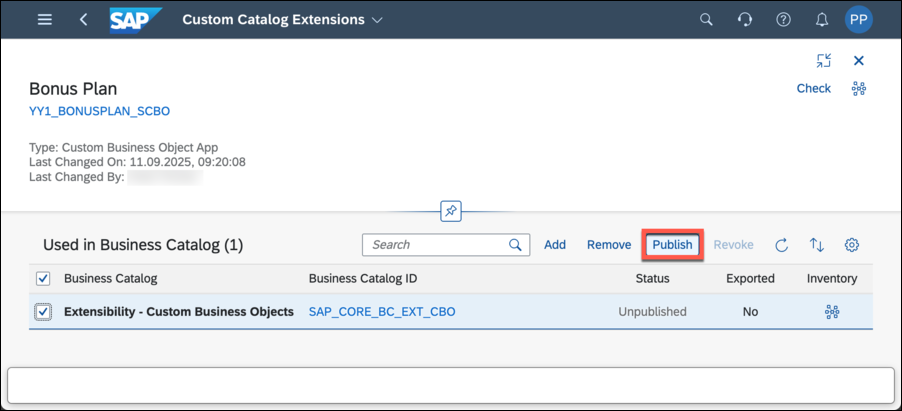 SAP Custom Catalog Extensions PP
Bonus Plan
Check
YY1_BONUSPLAN_SCBO
Type: Custom Business Object App
Last Changed On: 11.09.2025, 09:20:08
Last Changed By:
Used in Business Catalog (1) Search Add Remove Publish Revoke
Business Catalog Business Catalog ID Status Exported Inventory
Extensibility - Custom Business Objects SAP_CORE_BC_EXT_CBO Unpublished No